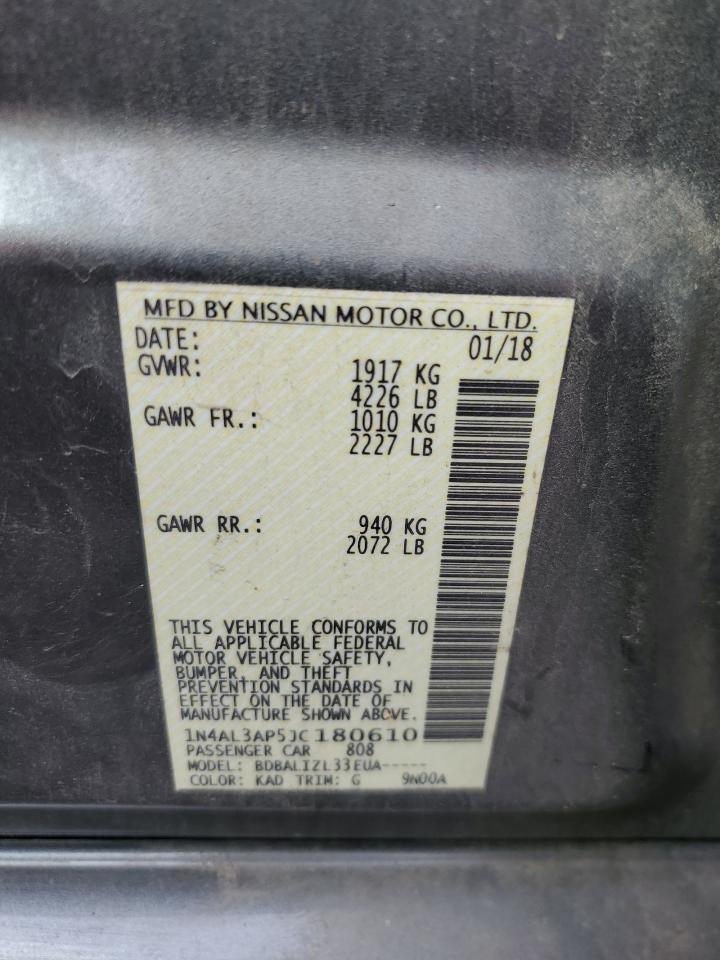 MFD BY NISSAN MOTOR CO., LTD.
DATE: 01/18
GVWR: 1917 KG
4226 LB
GAWR FR.: 1010 KG
2227 LB
GAWR RR.: 940 KG
2072 LB
THIS VEHICLE CONFORMS TO
ALL APPLICABLE FEDERAL
MOTOR VEHICLE SAFETY,
BUMPER, AND THEFT
PREVENTION STANDARDS IN
EFFECT ON THE DATE OF
MANUFACTURE SHOWN ABOVE.
1N4AL3AP5JC180610
PASSENGER CAR 808
MODEL: BDBALIZL33EUA-----
COLOR: KAD TRIM: G 9N00A